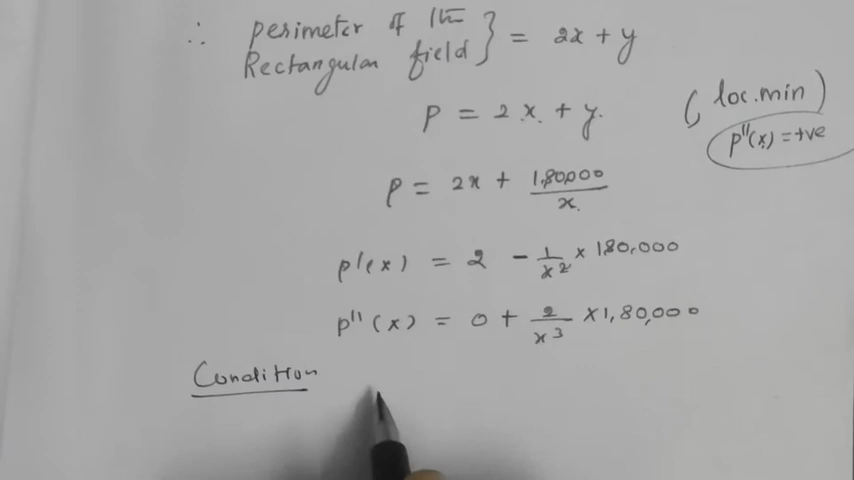 ∴ perimeter of the
Rectangular field } = 2x + y
P = 2x + y.
(loc.min)
p''(x) = +ve
P = 2x + 1,80,000/x
p'(x) = 2 - 1/x² × 180,000
p''(x) = 0 + 2/x³ × 1,80,000
Condition